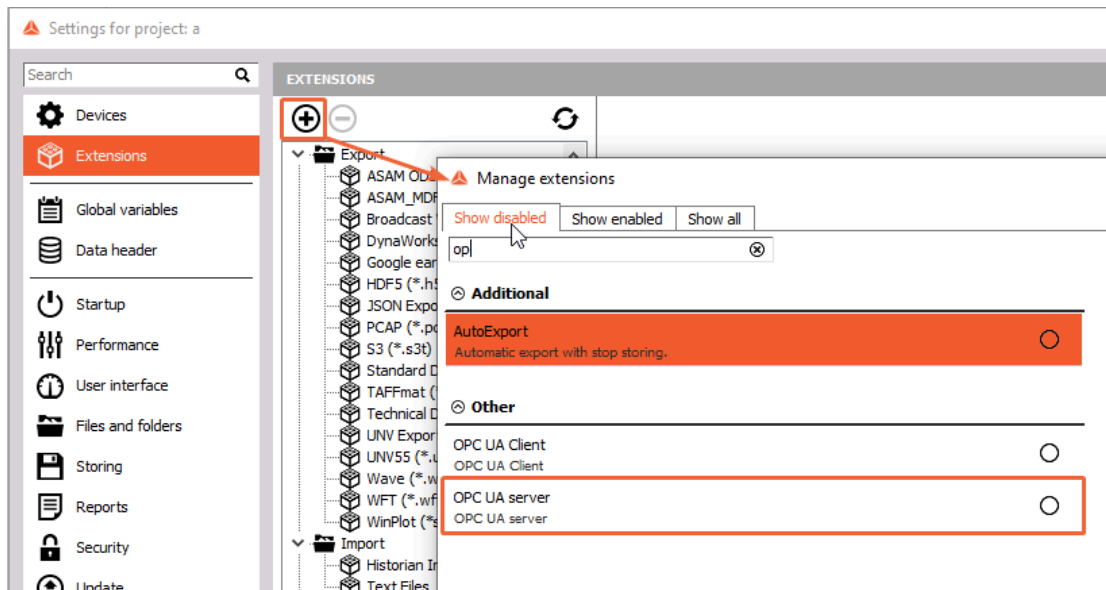 Settings for project: a
Search
Devices
Extensions
Global variables
Data header
Startup
Performance
User interface
Files and folders
Storing
Reports
Security
Update
EXTENSIONS
Export
ASAM OD
ASAM_MDF
Broadcast
DynaWorks
Google ear
HDF5 (*.h5
JSON Expo
PCAP (*.pc
S3 (*.s3t)
Standard D
TAFFmat (
Technical D
UNV Expor
UNV55 (*.u
Wave (*.w
WFT (*.wf
WinPlot (*s
Import
Historian Ir
Text Files
Manage extensions
Show disabled
Show enabled
Show all
op
Additional
AutoExport
Automatic export with stop storing.
Other
OPC UA Client
OPC UA Client
OPC UA server
OPC UA server